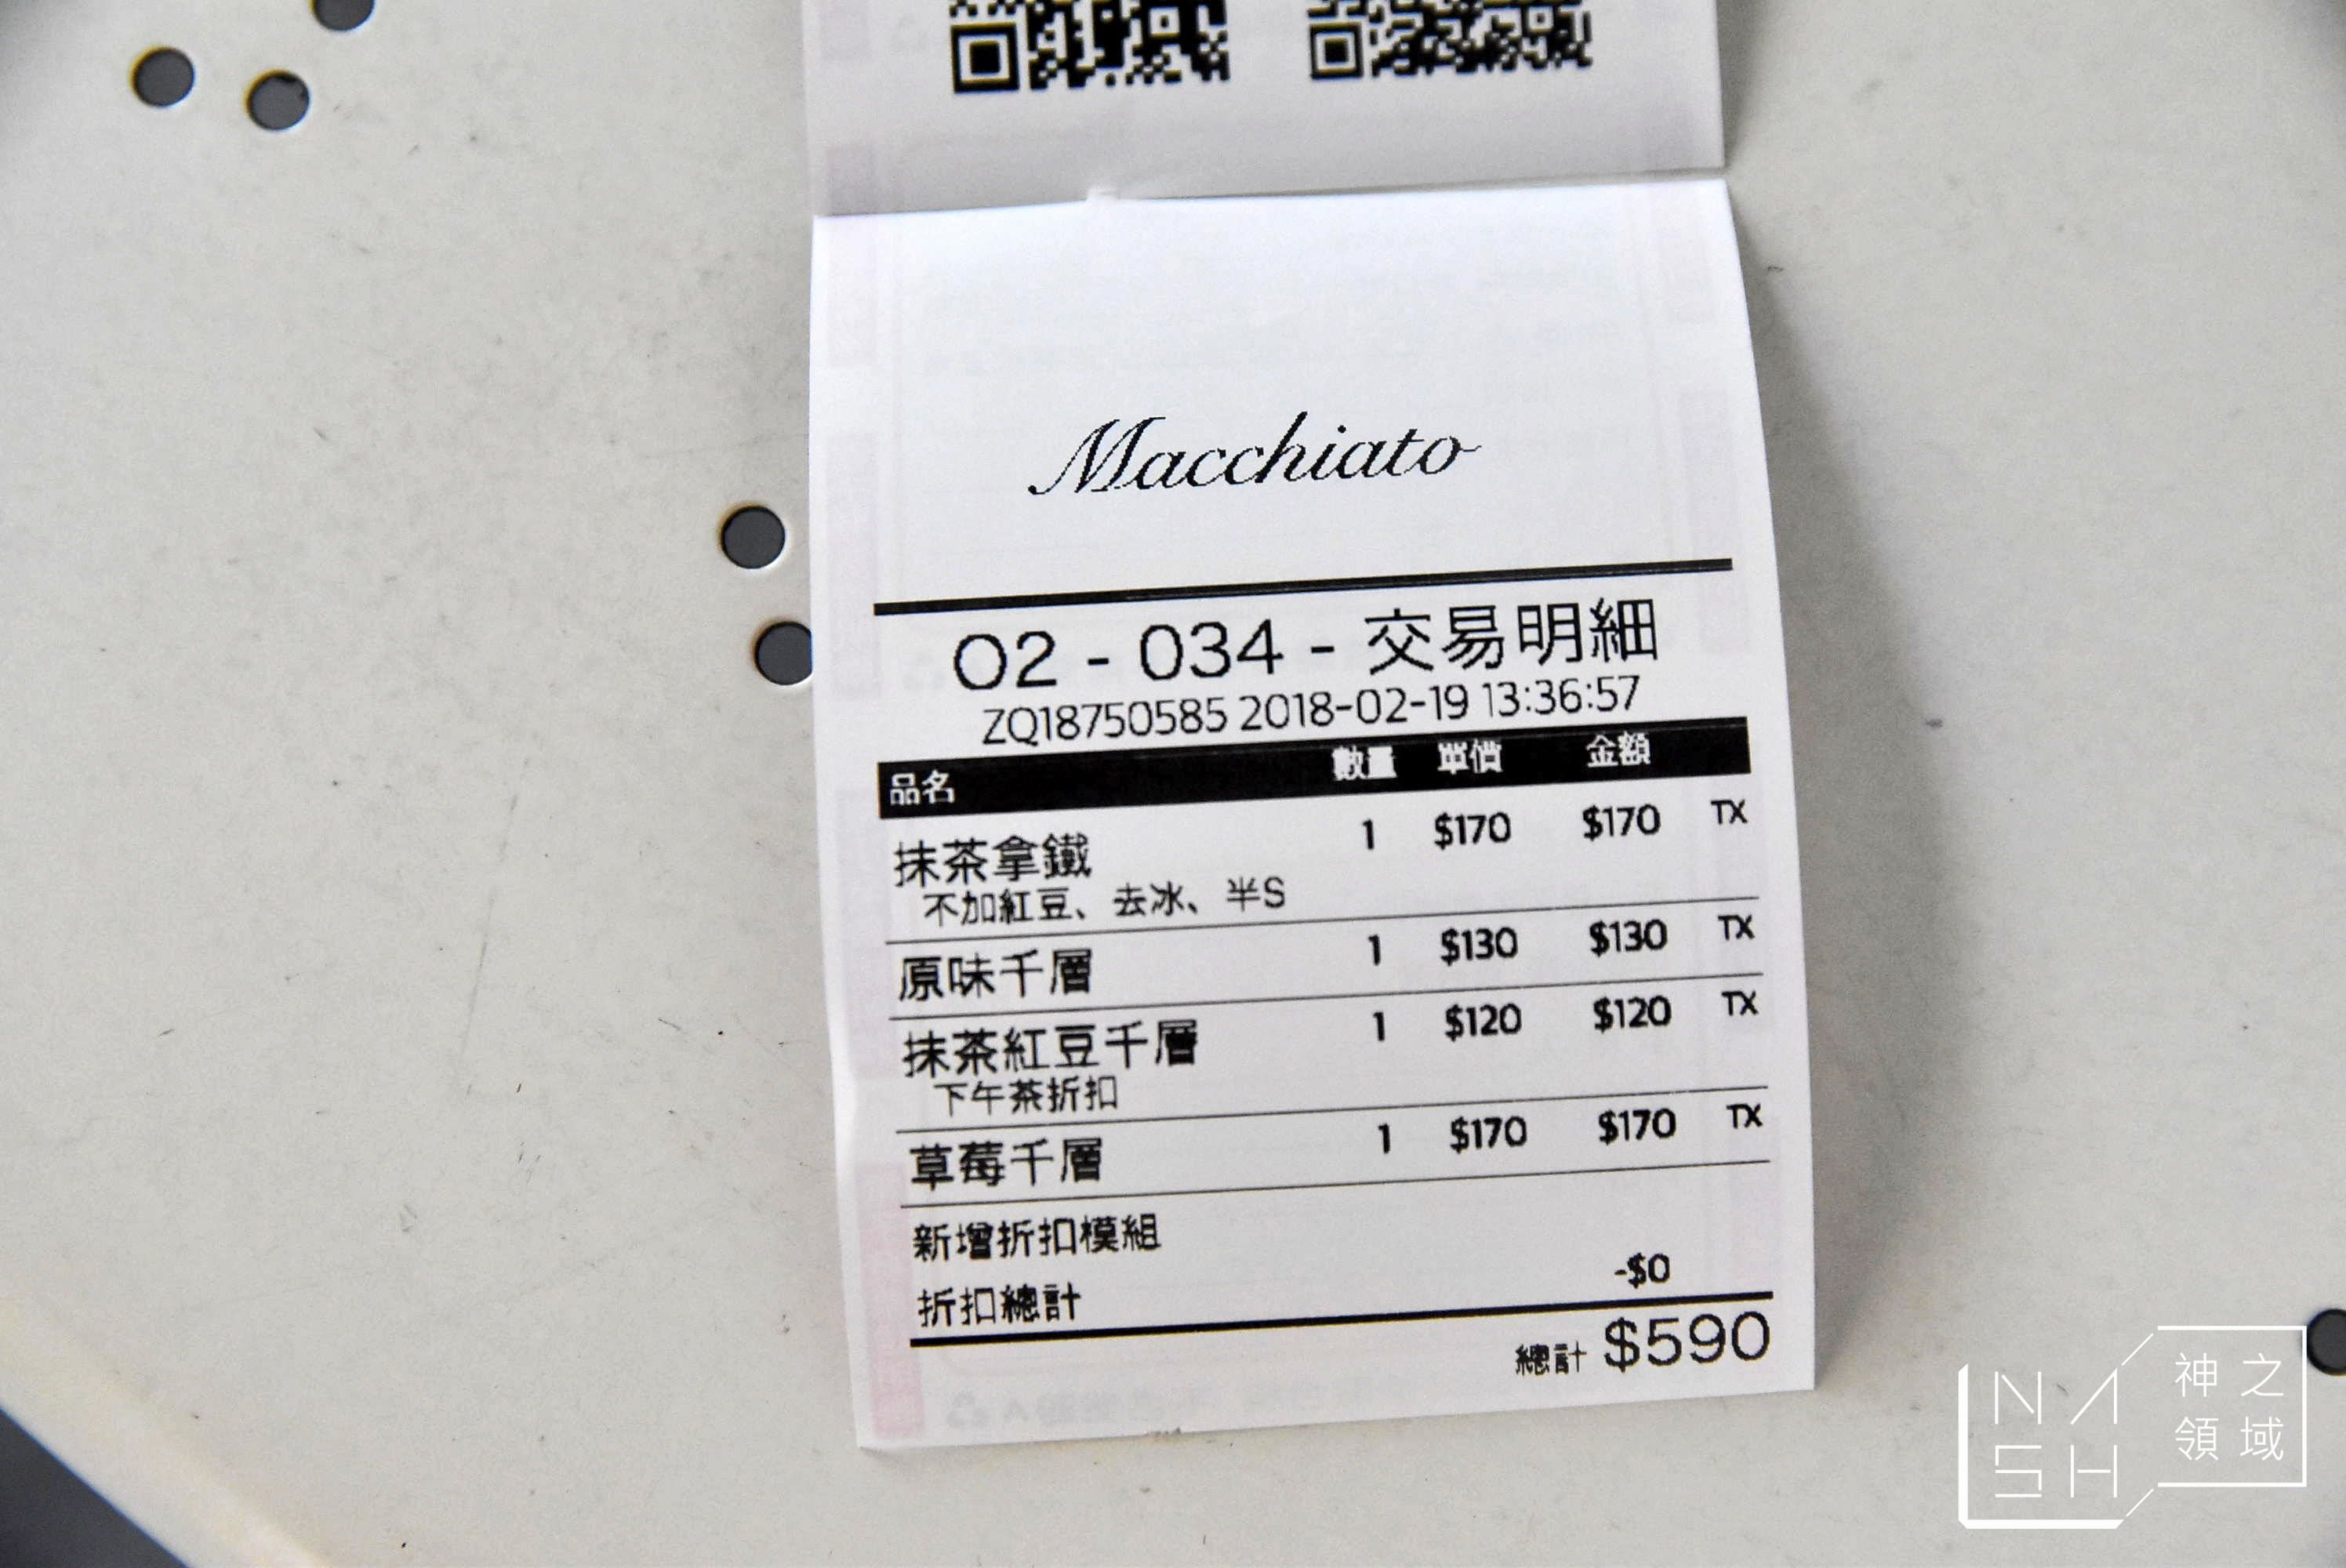 Macchiato
02 - 034 - 交易明細
ZQ18750585 2018-02-19 13:36:57
品名 數量 單價 金額
抹茶拿鐵 1 $170 $170 TX
不加紅豆、去冰、半S
原味千層 1 $130 $130 TX
抹茶紅豆千層 1 $120 $120 TX
下午茶折扣
草莓千層 1 $170 $170 TX
新增折扣模組
折扣總計 -$0
總計 $590
NASH
神之
領域